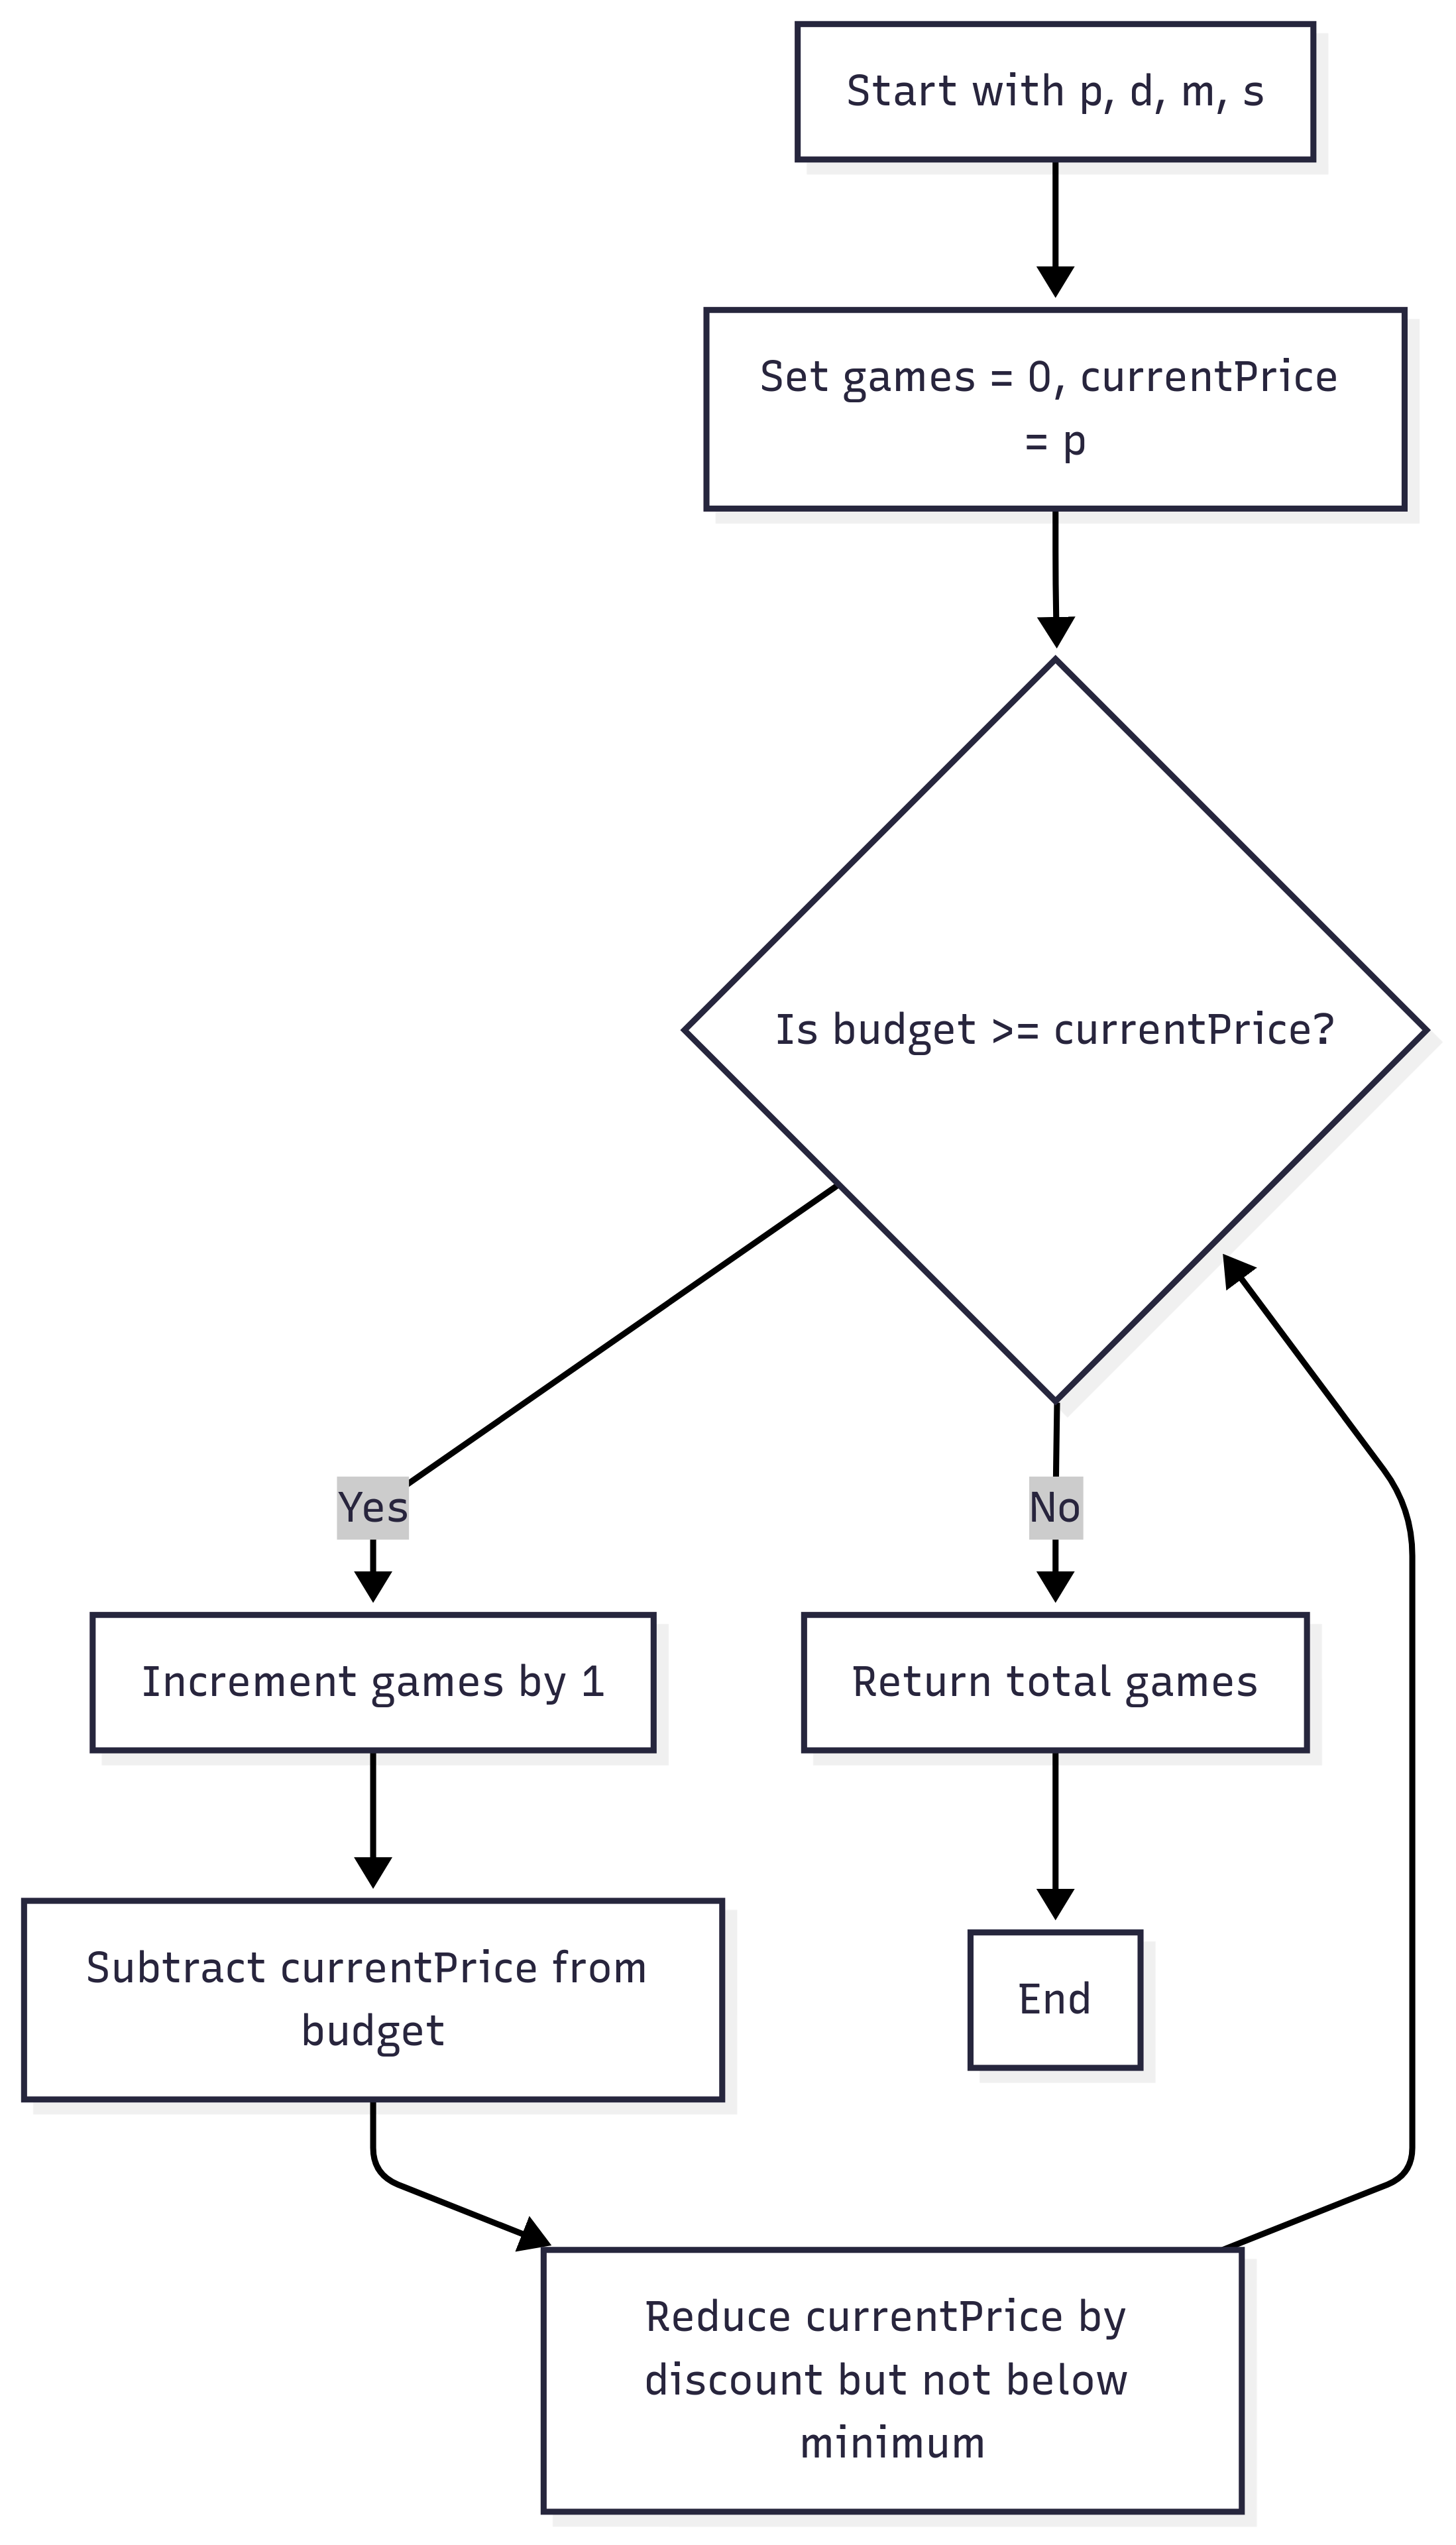 Start with p, d, m, s
Set games = 0, currentPrice
= p
Is budget >= currentPrice?
Yes
No
Increment games by 1
Return total games
Subtract currentPrice from
budget
End
Reduce currentPrice by
discount but not below
minimum